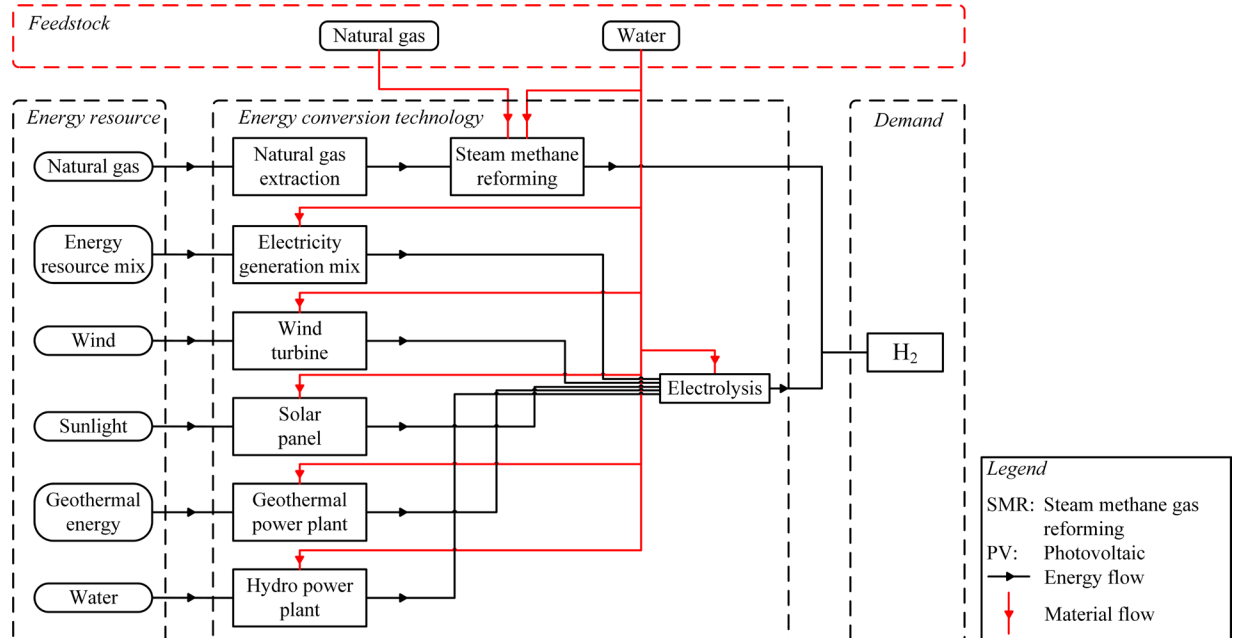 Feedstock
Natural gas
Water
Energy resource
Energy conversion technology
Demand
Natural gas
Natural gas
extraction
Steam methane
reforming
Energy
resource mix
Electricity
generation mix
Wind
Wind
turbine
H₂
Electrolysis
Sunlight
Solar
panel
Geothermal
energy
Geothermal
power plant
Water
Hydro power
plant
Legend
SMR: Steam methane gas
reforming
PV: Photovoltaic
Energy flow
Material flow